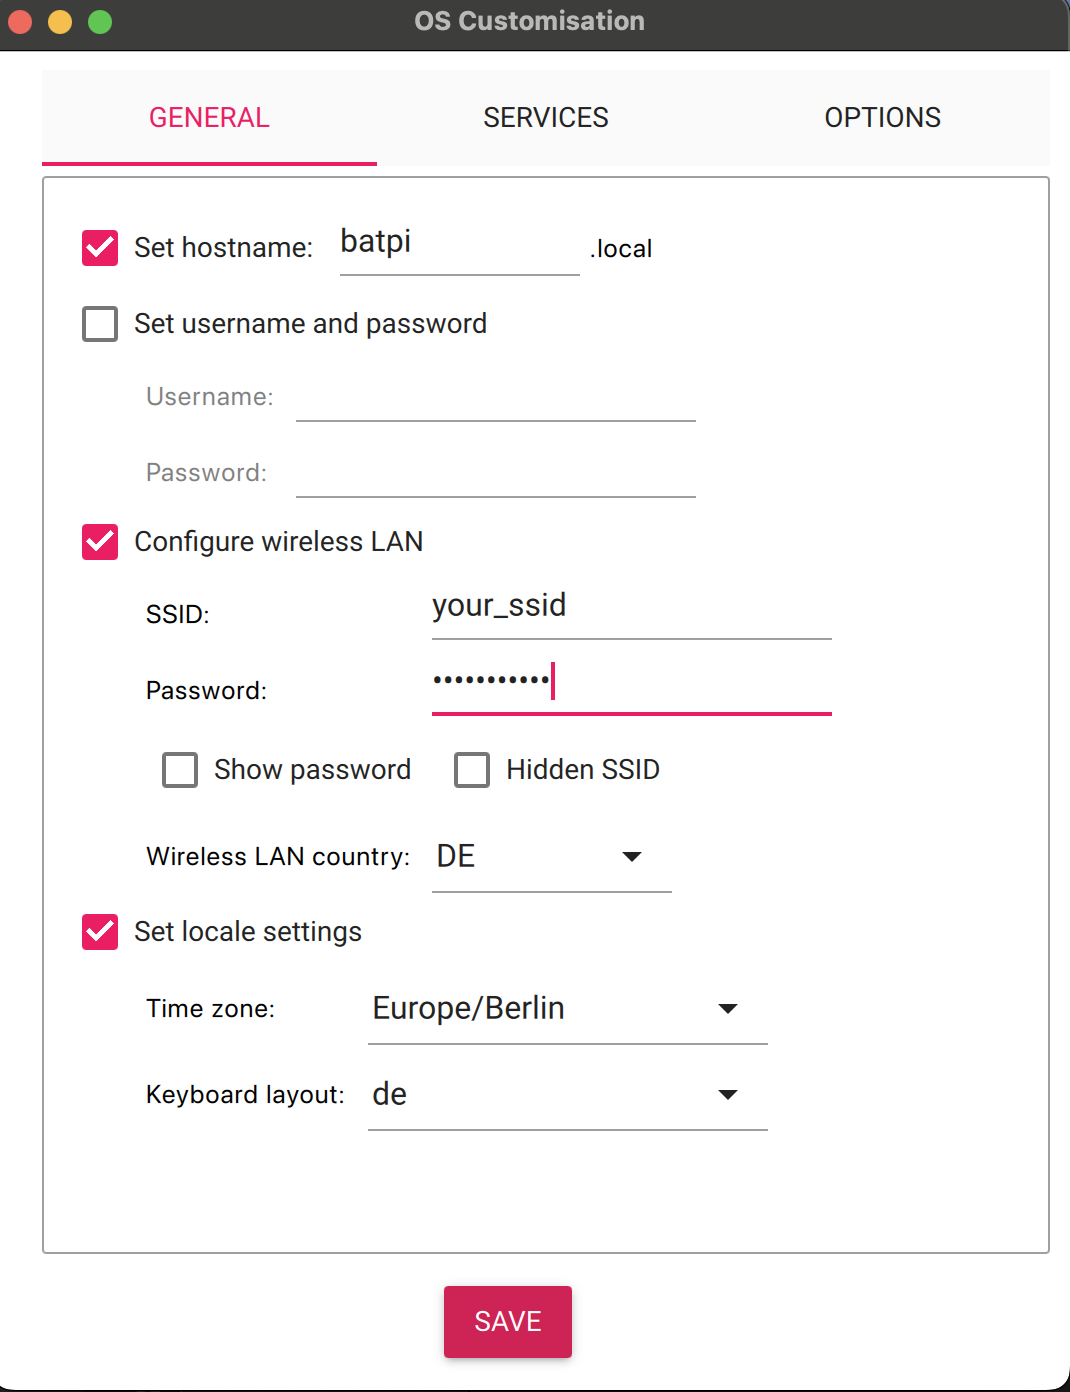 OS Customisation
GENERAL SERVICES OPTIONS
Set hostname: batpi .local
Set username and password
Username:
Password:
Configure wireless LAN
SSID: your_ssid
Password: •••••••••••
Show password Hidden SSID
Wireless LAN country: DE
Set locale settings
Time zone: Europe/Berlin
Keyboard layout: de
SAVE